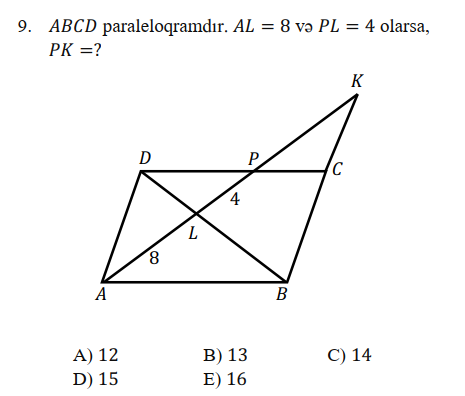 9. ABCD paraleloqramdır. AL = 8 və PL = 4 olarsa,
PK =?
K
D
P
C
4
L
8
A
B
A) 12 B) 13 C) 14
D) 15 E) 16